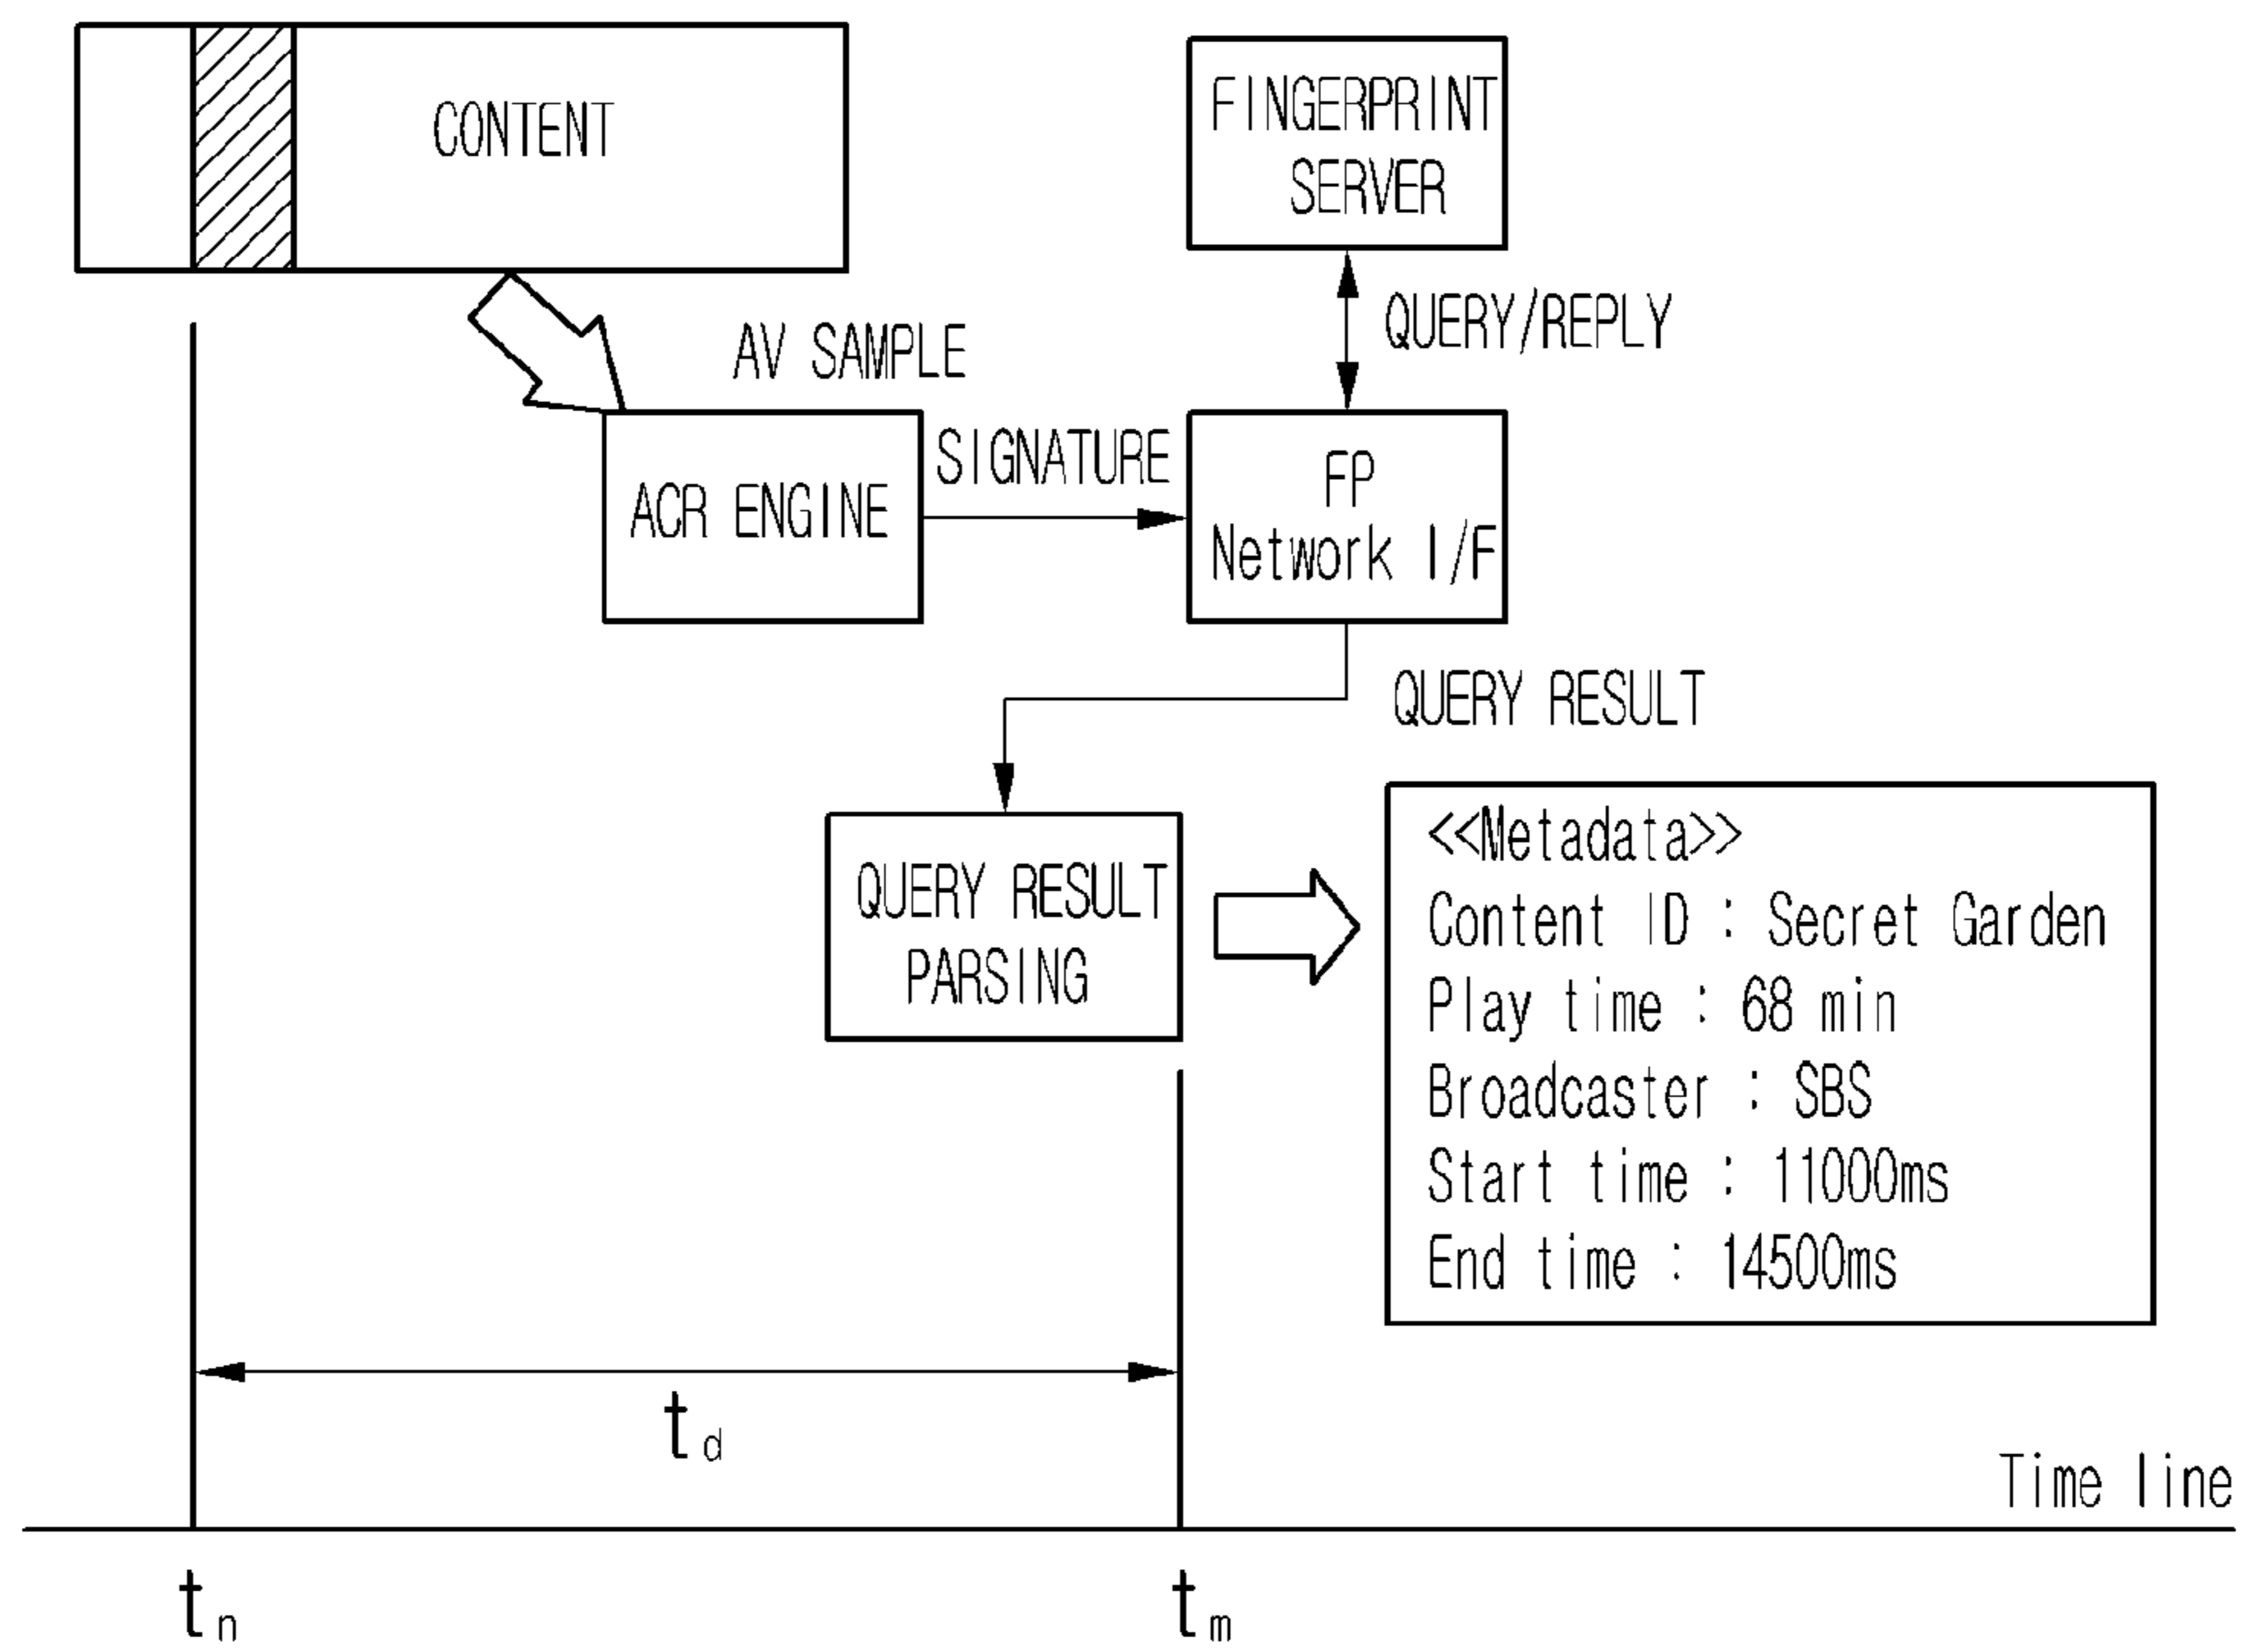 CONTENT
FINGERPRINT
SERVER
QUERY/REPLY
AV SAMPLE
SIGNATURE
ACR ENGINE
FP
Network I/F
QUERY RESULT
QUERY RESULT
PARSING
<<Metadata>>
Content ID : Secret Garden
Play time : 68 min
Broadcaster : SBS
Start time : 11000ms
End time : 14500ms
td
Time line
tn
tm